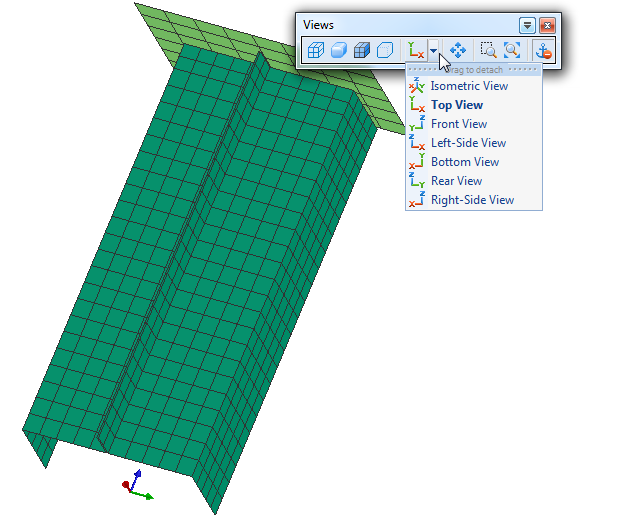 Views
Drag to detach
Isometric View
Top View
Front View
Left-Side View
Bottom View
Rear View
Right-Side View